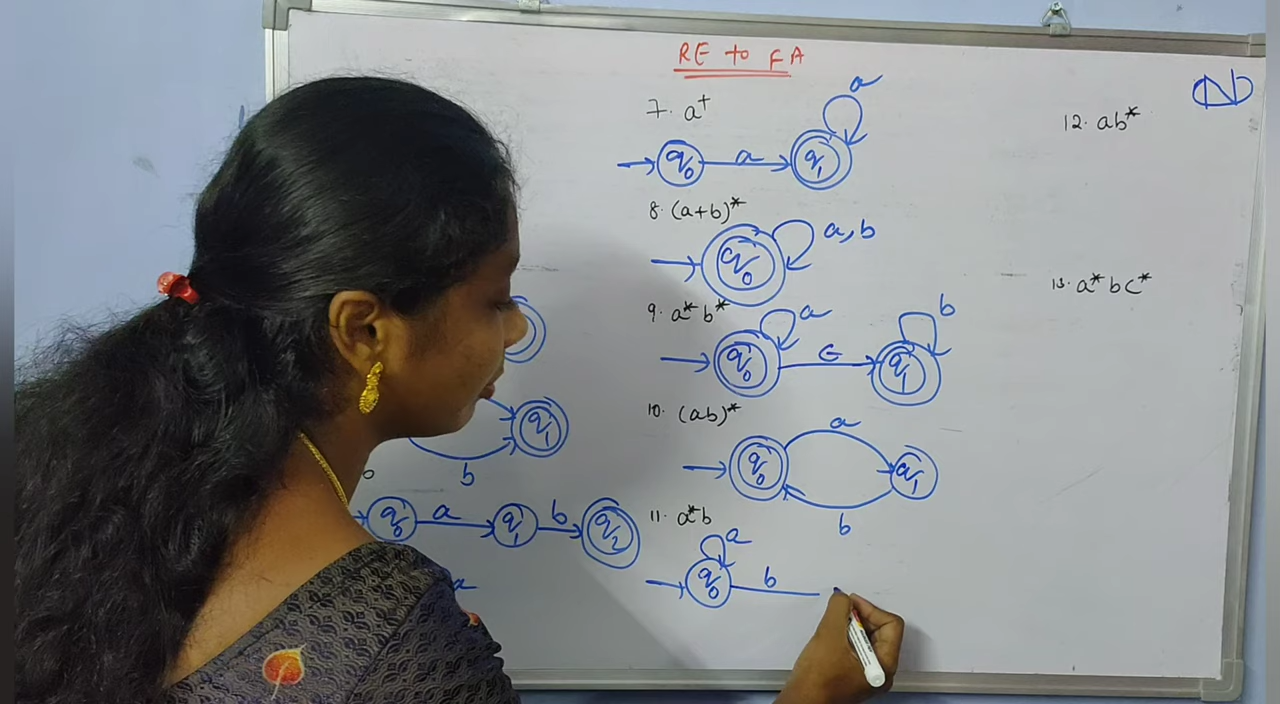 RE to FA
7. a⁺
a
q₀ a q₁
8. (a+b)*
q₀ a, b
9. a* b*
a b
q₀ ε q₁
10. (ab)*
a
q₀ q₁
b
11. a*b
a
q₀ b
12. ab*
13. a* b c*
q₁
b
q₀ a q₁ b q₂
a